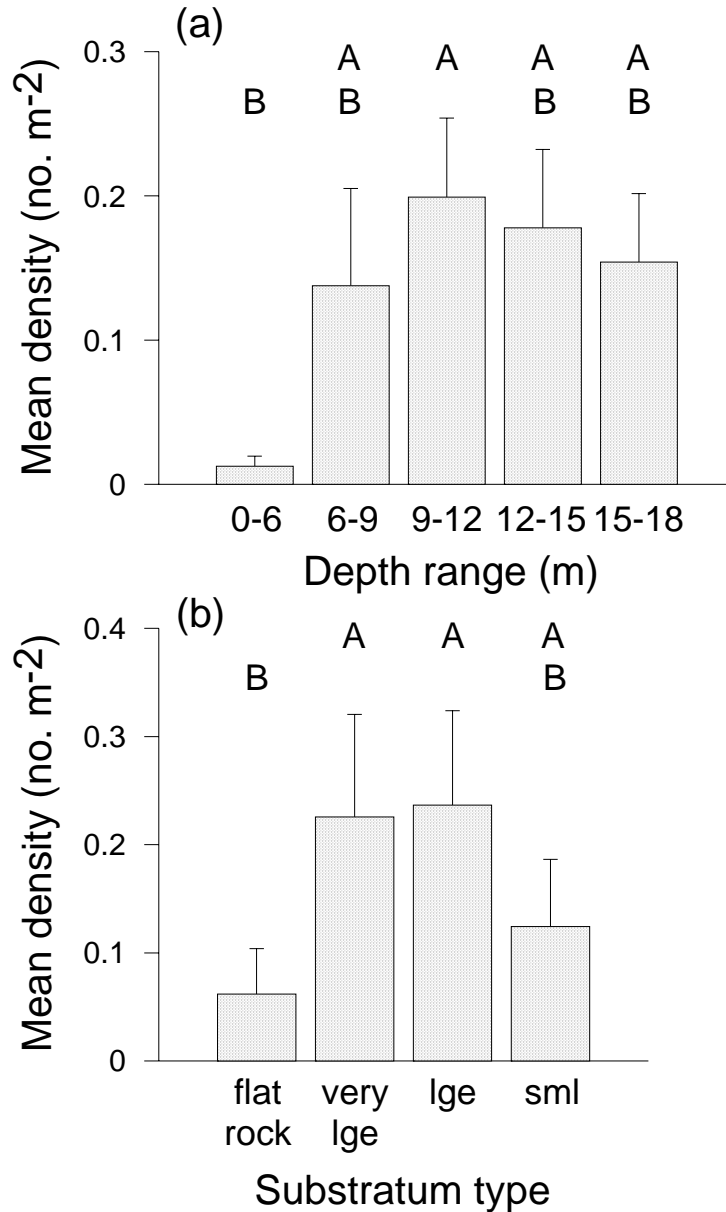 (a)
0.3
A A A A
B B B B
0.2
0.1
0
Mean density (no. m-2)
0-6 6-9 9-12 12-15 15-18
Depth range (m)
(b)
0.4
A A A
B B
0.3
0.2
0.1
0
Mean density (no. m-2)
flat very lge sml
rock lge
Substratum type